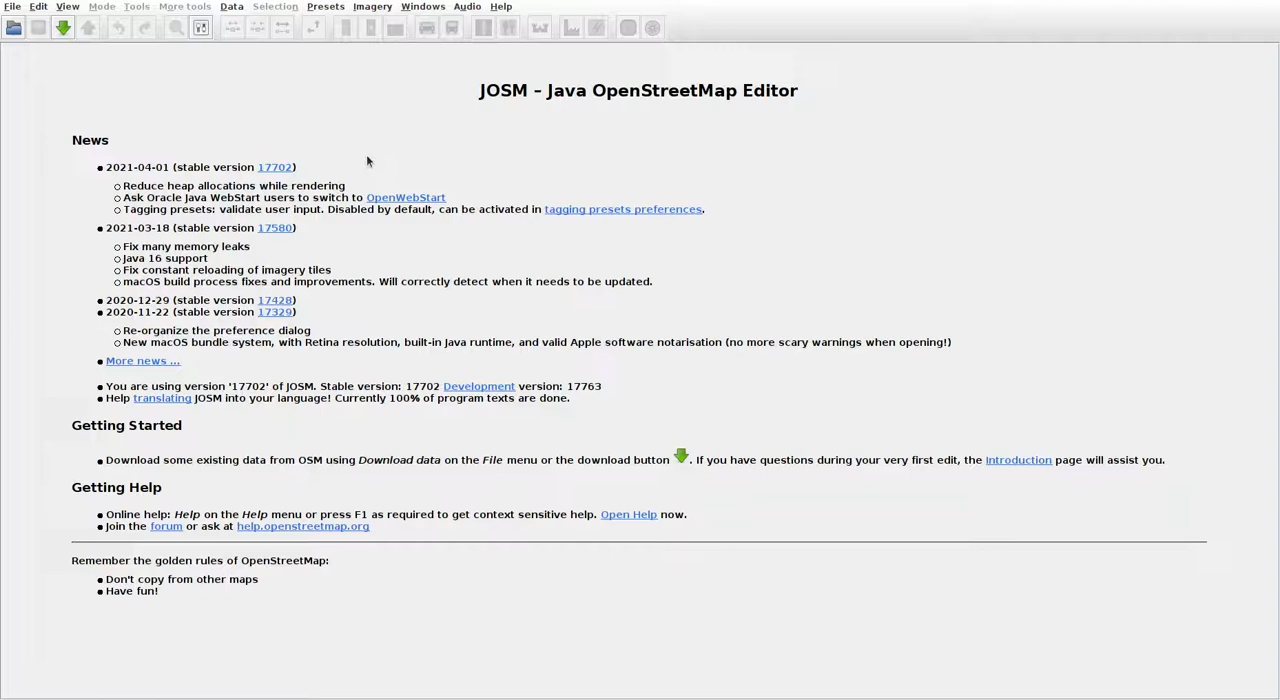 File Edit View Mode Tools More tools Data Selection Presets Imagery Windows Audio Help
JOSM – Java OpenStreetMap Editor
News
2021-04-01 (stable version 17702)
Reduce heap allocations while rendering
Ask Oracle Java WebStart users to switch to OpenWebStart
Tagging presets: validate user input. Disabled by default, can be activated in tagging presets preferences.
2021-03-18 (stable version 17580)
Fix many memory leaks
Java 16 support
Fix constant reloading of imagery tiles
macOS build process fixes and improvements. Will correctly detect when it needs to be updated.
2020-12-29 (stable version 17428)
2020-11-22 (stable version 17329)
Re-organize the preference dialog
New macOS bundle system, with Retina resolution, built-in Java runtime, and valid Apple software notarisation (no more scary warnings when opening!)
More news ...
You are using version '17702' of JOSM. Stable version: 17702 Development version: 17763
Help translating JOSM into your language! Currently 100% of program texts are done.
Getting Started
Download some existing data from OSM using Download data on the File menu or the download button . If you have questions during your very first edit, the Introduction page will assist you.
Getting Help
Online help: Help on the Help menu or press F1 as required to get context sensitive help. Open Help now.
Join the forum or ask at help.openstreetmap.org
Remember the golden rules of OpenStreetMap:
Don't copy from other maps
Have fun!